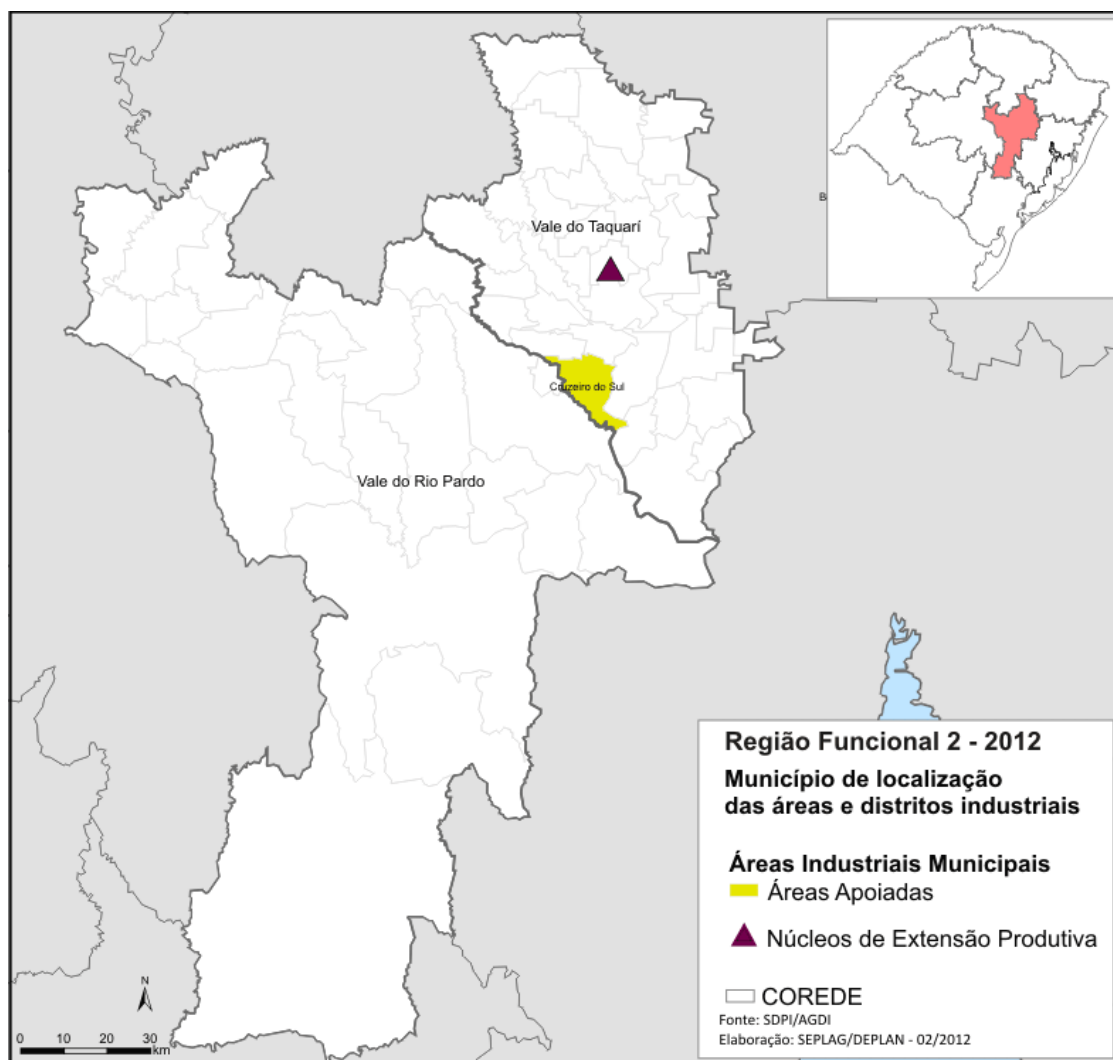 B
Vale do Taquarí
Cruzeiro do Sul
Vale do Rio Pardo
Região Funcional 2 - 2012
Município de localização
das áreas e distritos industriais
Áreas Industriais Municipais
Áreas Apoiadas
Núcleos de Extensão Produtiva
COREDE
Fonte: SDPI/AGDI
Elaboração: SEPLAG/DEPLAN - 02/2012
N
0 10 20 30
km